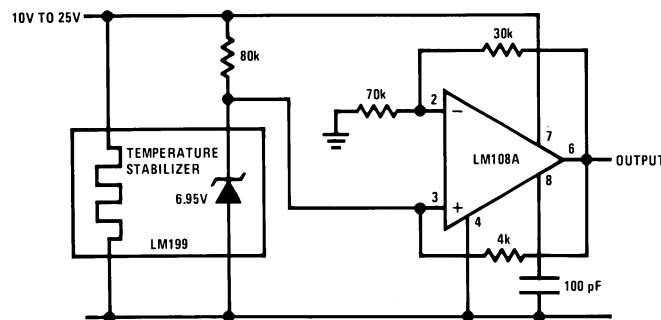 10V TO 25V
80k
30k
70k
2
7
TEMPERATURE
STABILIZER
LM108A
6
OUTPUT
8
6.95V
3
4
4k
LM199
100 pF